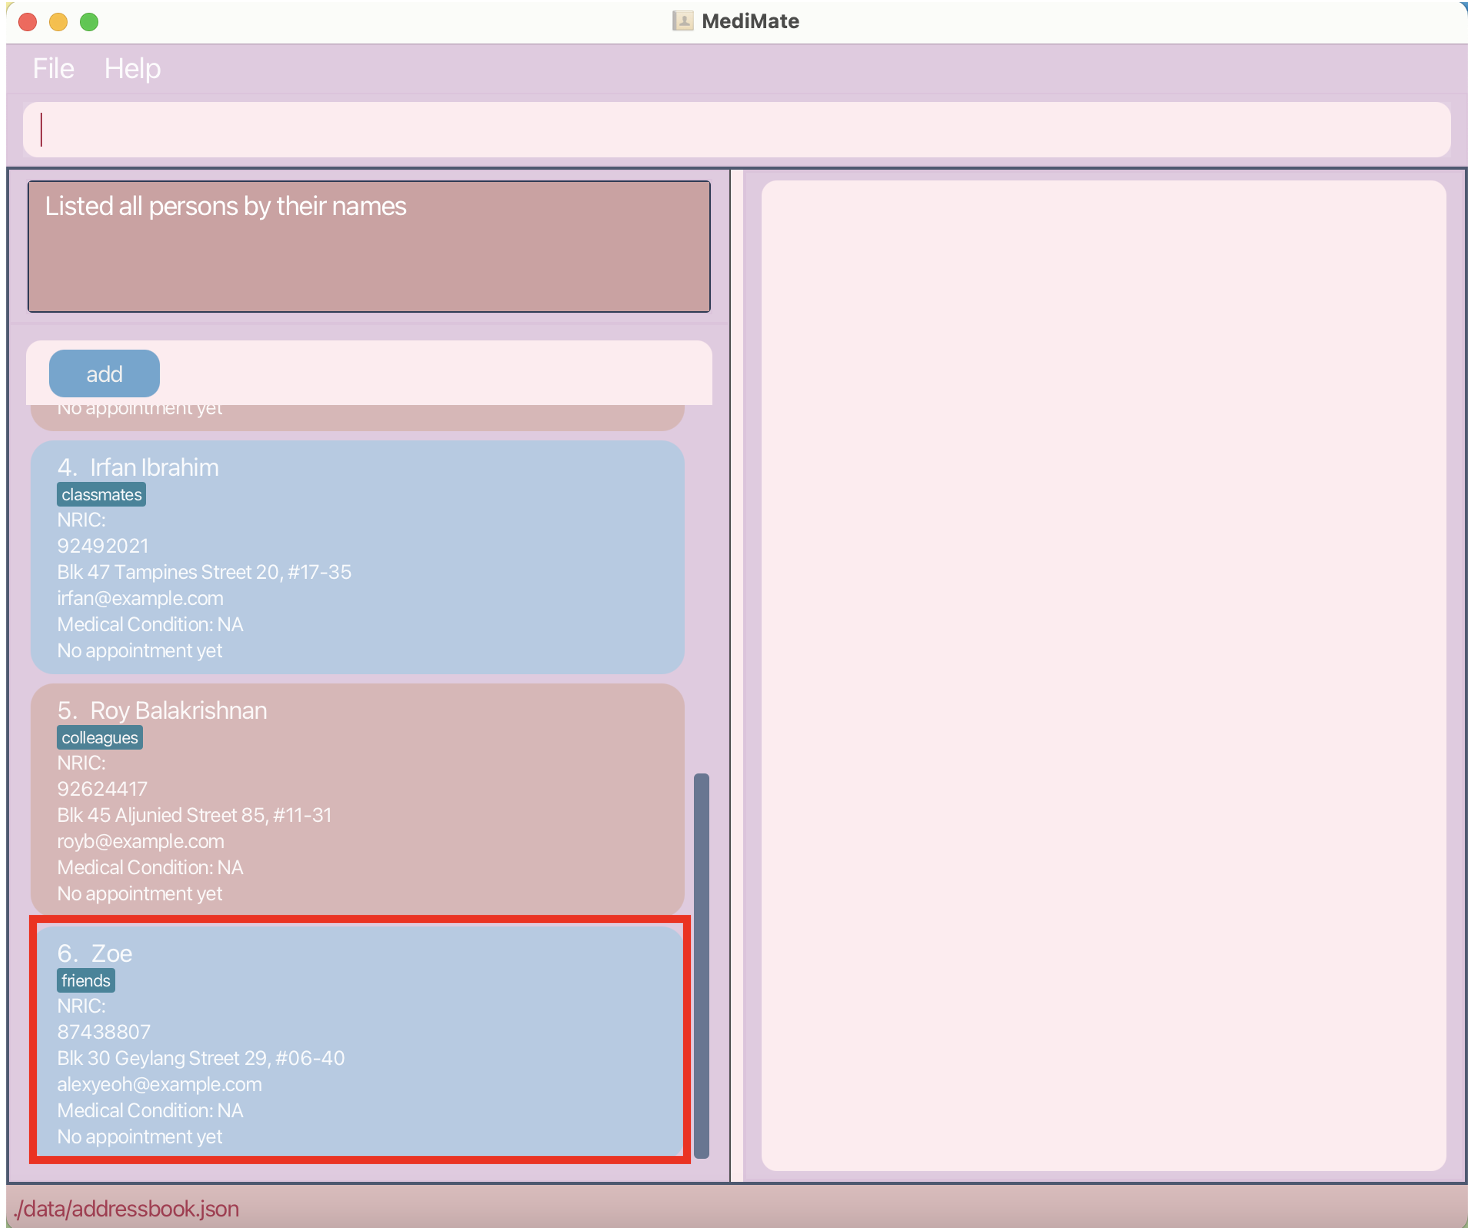 MediMate
File Help
Listed all persons by their names
add
No appointment yet
4. Irfan Ibrahim
classmates
NRIC:
92492021
Blk 47 Tampines Street 20, #17-35
irfan@example.com
Medical Condition: NA
No appointment yet
5. Roy Balakrishnan
colleagues
NRIC:
92624417
Blk 45 Aljunied Street 85, #11-31
royb@example.com
Medical Condition: NA
No appointment yet
6. Zoe
friends
NRIC:
87438807
Blk 30 Geylang Street 29, #06-40
alexyeoh@example.com
Medical Condition: NA
No appointment yet
./data/addressbook.json